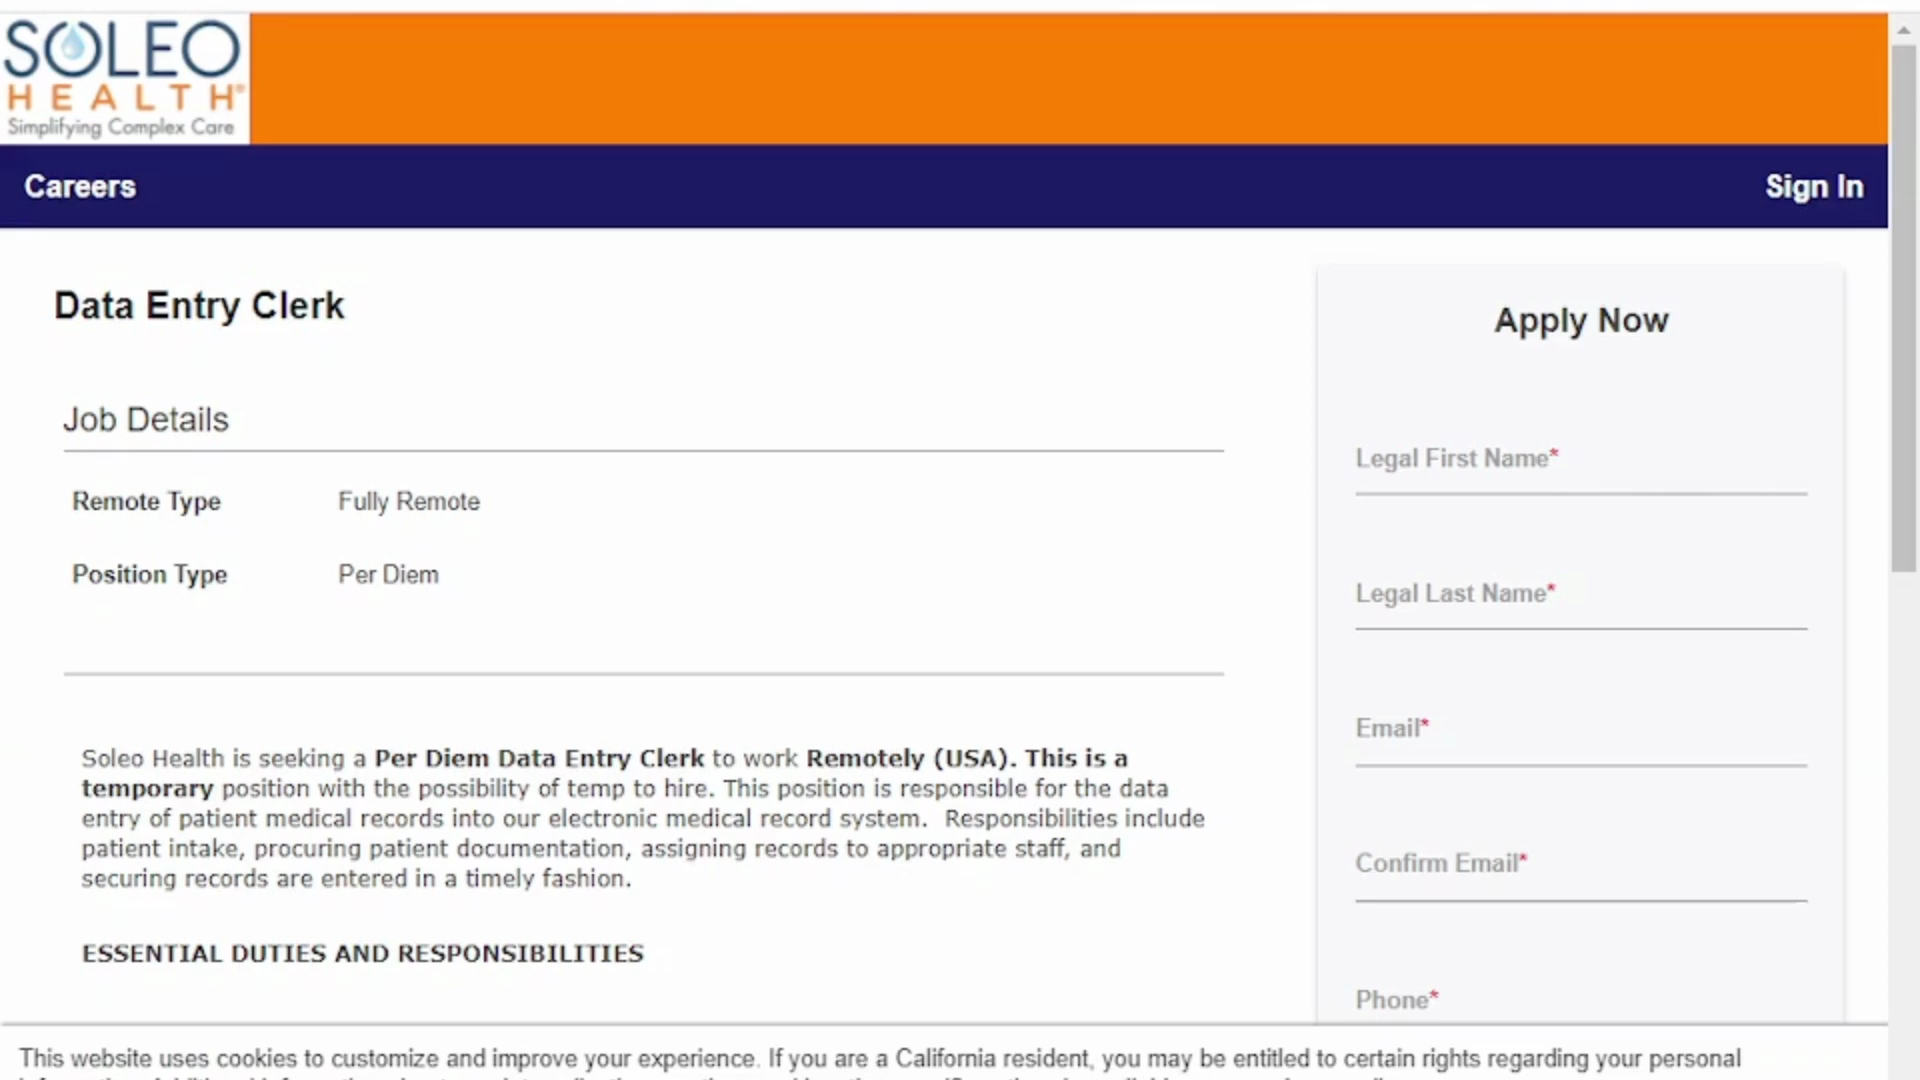 SOLEO
HEALTH®
Simplifying Complex Care
Careers
Sign In
Data Entry Clerk
Job Details
Remote Type Fully Remote
Position Type Per Diem
Soleo Health is seeking a Per Diem Data Entry Clerk to work Remotely (USA). This is a
temporary position with the possibility of temp to hire. This position is responsible for the data
entry of patient medical records into our electronic medical record system. Responsibilities include
patient intake, procuring patient documentation, assigning records to appropriate staff, and
securing records are entered in a timely fashion.
ESSENTIAL DUTIES AND RESPONSIBILITIES
Apply Now
Legal First Name*
Legal Last Name*
Email*
Confirm Email*
Phone*
This website uses cookies to customize and improve your experience. If you are a California resident, you may be entitled to certain rights regarding your personal